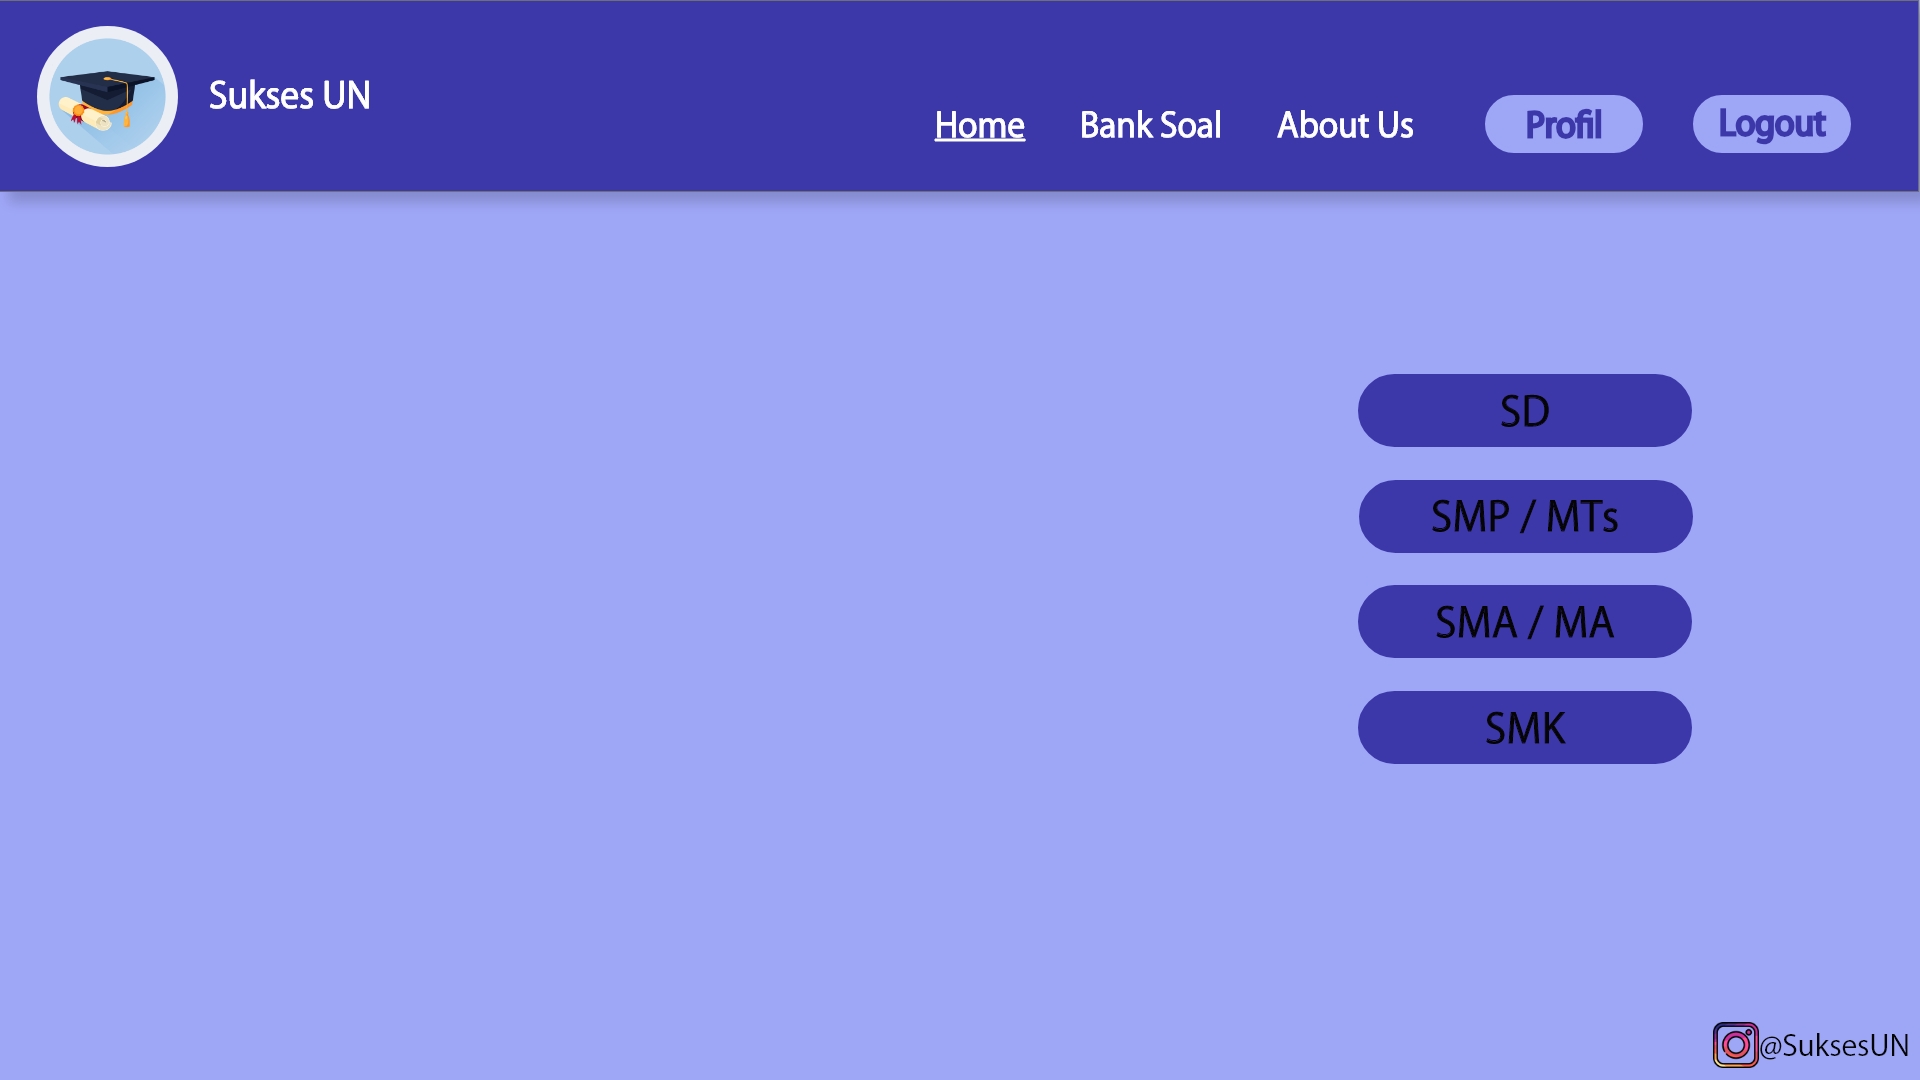 Sukses UN
Home
Bank Soal
About Us
Profil
Logout
SD
SMP / MTs
SMA / MA
SMK
@SuksesUN